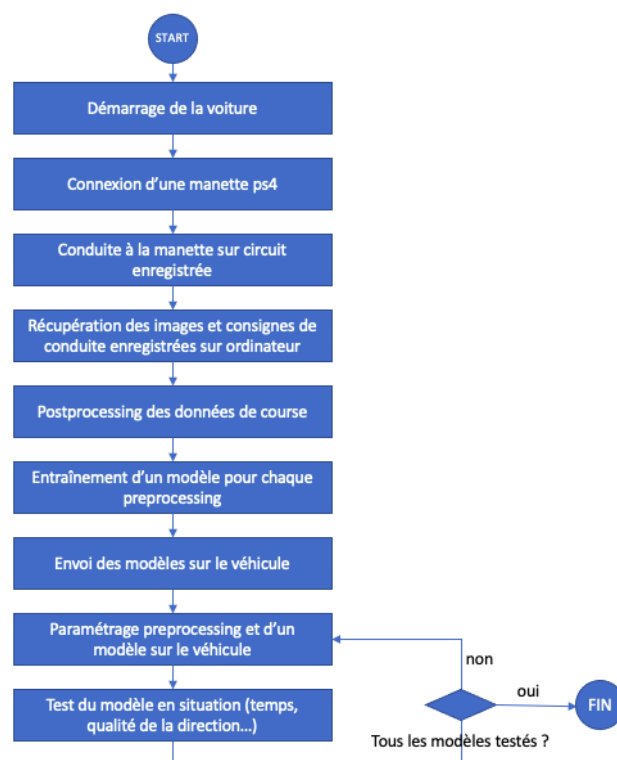 START
Démarrage de la voiture
Connexion d'une manette ps4
Conduite à la manette sur circuit
enregistrée
Récupération des images et consignes de
conduite enregistrées sur ordinateur
Postprocessing des données de course
Entraînement d'un modèle pour chaque
preprocessing
Envoi des modèles sur le véhicule
Paramétrage preprocessing et d'un
modèle sur le véhicule
non
Test du modèle en situation (temps,
qualité de la direction...)
oui
FIN
Tous les modèles testés ?